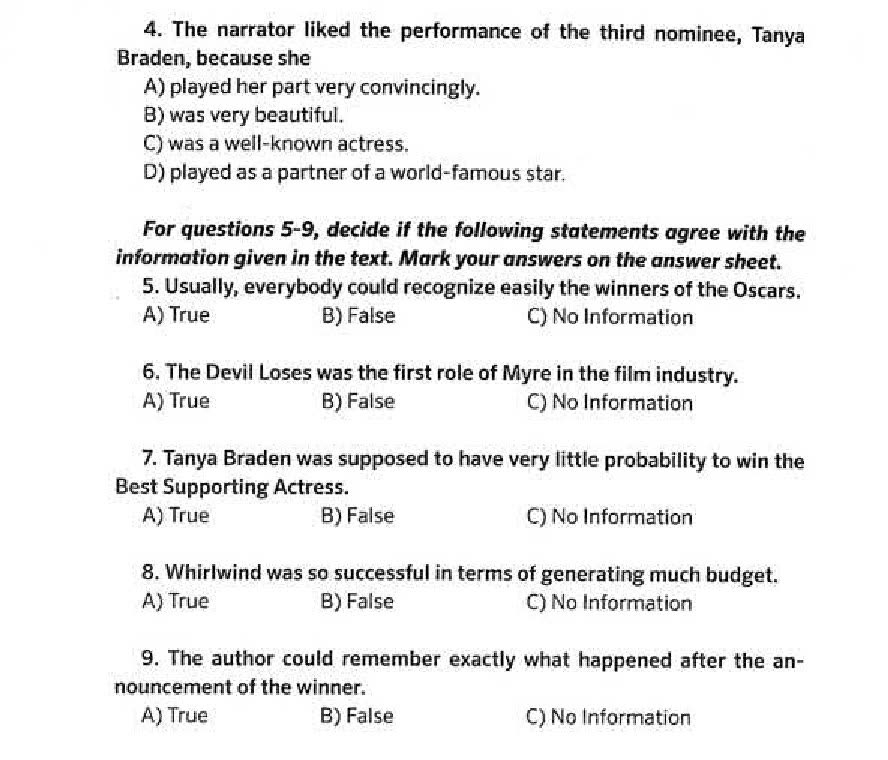 4. The narrator liked the performance of the third nominee, Tanya
Braden, because she
A) played her part very convincingly.
B) was very beautiful.
C) was a well-known actress.
D) played as a partner of a world-famous star.
For questions 5-9, decide if the following statements agree with the
information given in the text. Mark your answers on the answer sheet.
5. Usually, everybody could recognize easily the winners of the Oscars.
A) True B) False C) No Information
6. The Devil Loses was the first role of Myre in the film industry.
A) True B) False C) No Information
7. Tanya Braden was supposed to have very little probability to win the
Best Supporting Actress.
A) True B) False C) No Information
8. Whirlwind was so successful in terms of generating much budget.
A) True B) False C) No Information
9. The author could remember exactly what happened after the an-
nouncement of the winner.
A) True B) False C) No Information